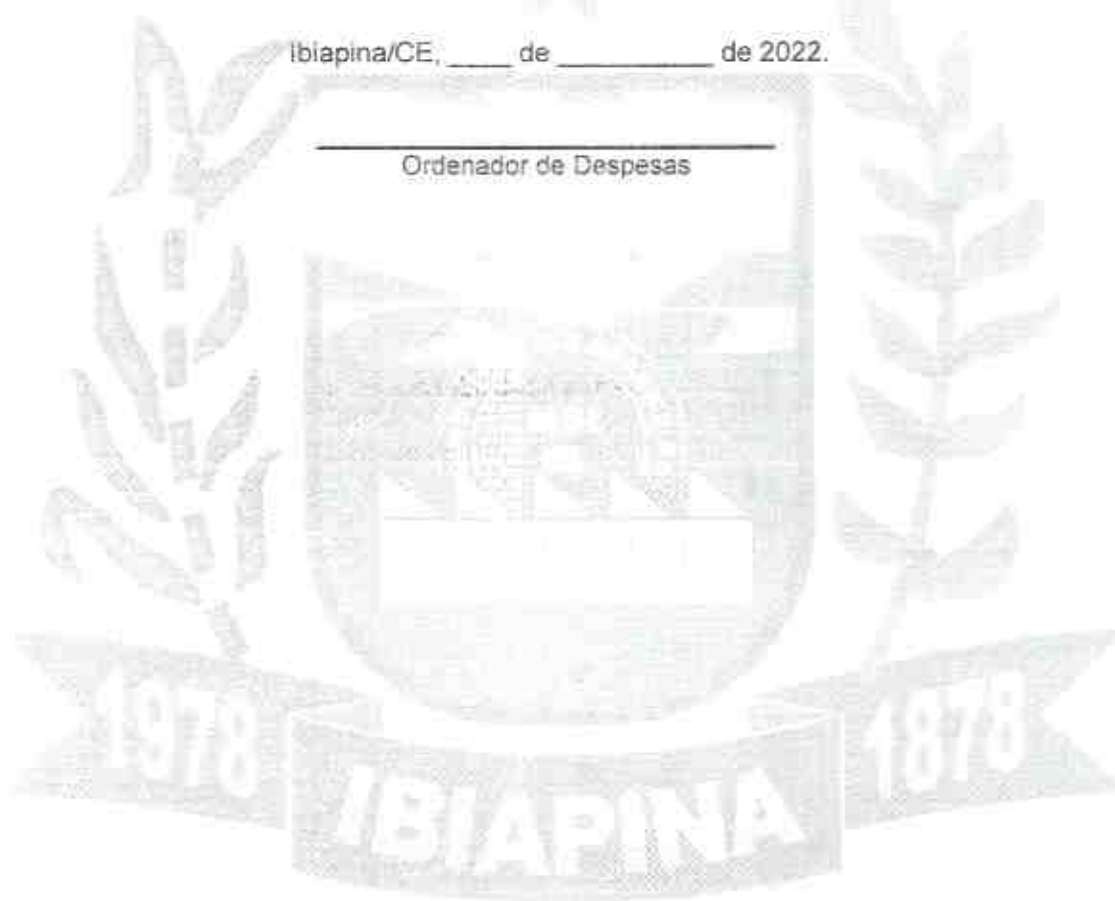 Ibiapina/CE, ____ de __________ de 2022.
Ordenador de Despesas
1978
1878
IBIAPINA